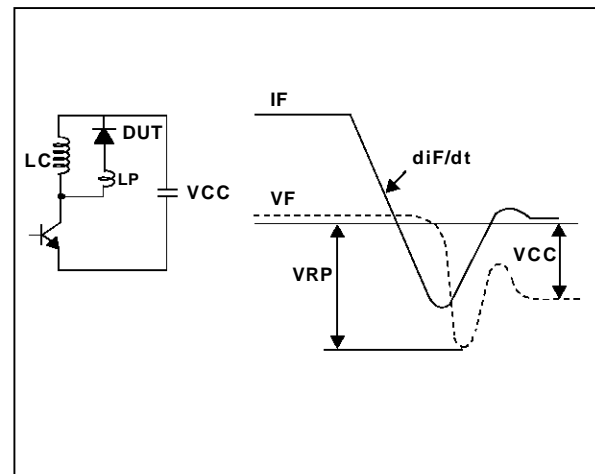 DUT
LC
LP
VCC
IF
diF/dt
VF
VRP
VCC